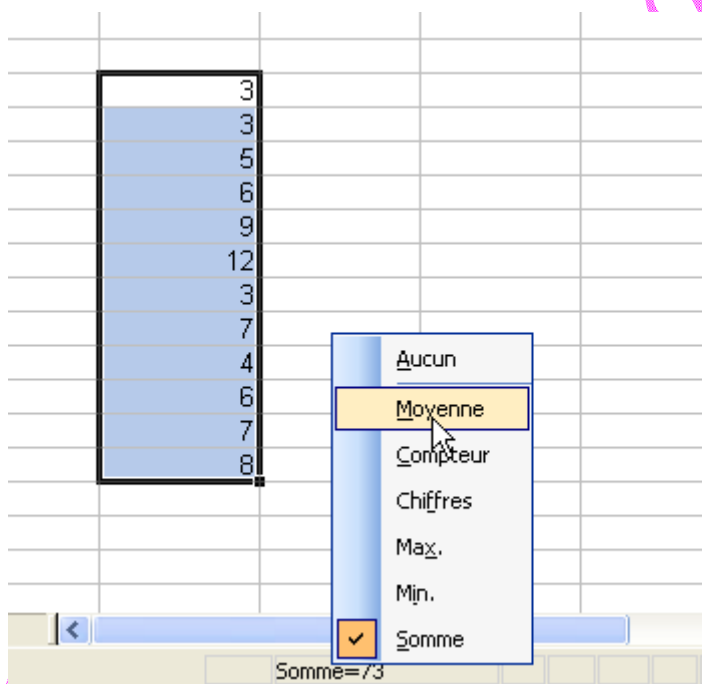 3
3
5
6
9
12
3
7
4
6
7
8
Aucun
Moyenne
Compteur
Chiffres
Max.
Min.
Somme
Somme=73